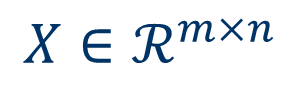 X ∈ ℛ^{m×n}